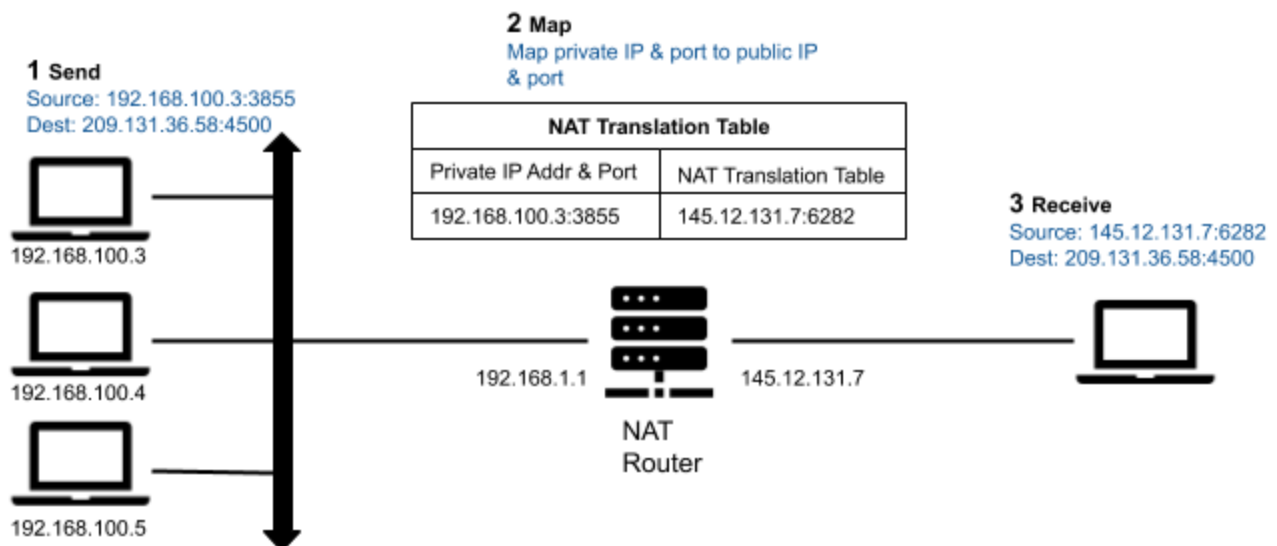 2 Map
Map private IP & port to public IP
& port
1 Send
Source: 192.168.100.3:3855
Dest: 209.131.36.58:4500
NAT Translation Table
Private IP Addr & Port
NAT Translation Table
192.168.100.3:3855
145.12.131.7:6282
3 Receive
Source: 145.12.131.7:6282
Dest: 209.131.36.58:4500
192.168.100.3
192.168.100.4
192.168.100.5
192.168.1.1
145.12.131.7
NAT
Router